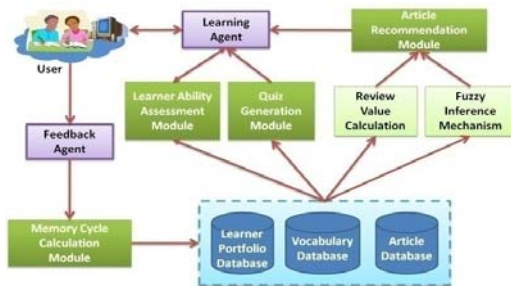 Learning
Agent
Article
Recommendation
Module
User
Learner Ability
Assessment
Module
Quiz
Generation
Module
Review
Value
Calculation
Fuzzy
Inference
Mechanism
Feedback
Agent
Memory Cycle
Calculation
Module
Learner
Portfolio
Database
Vocabulary
Database
Article
Database